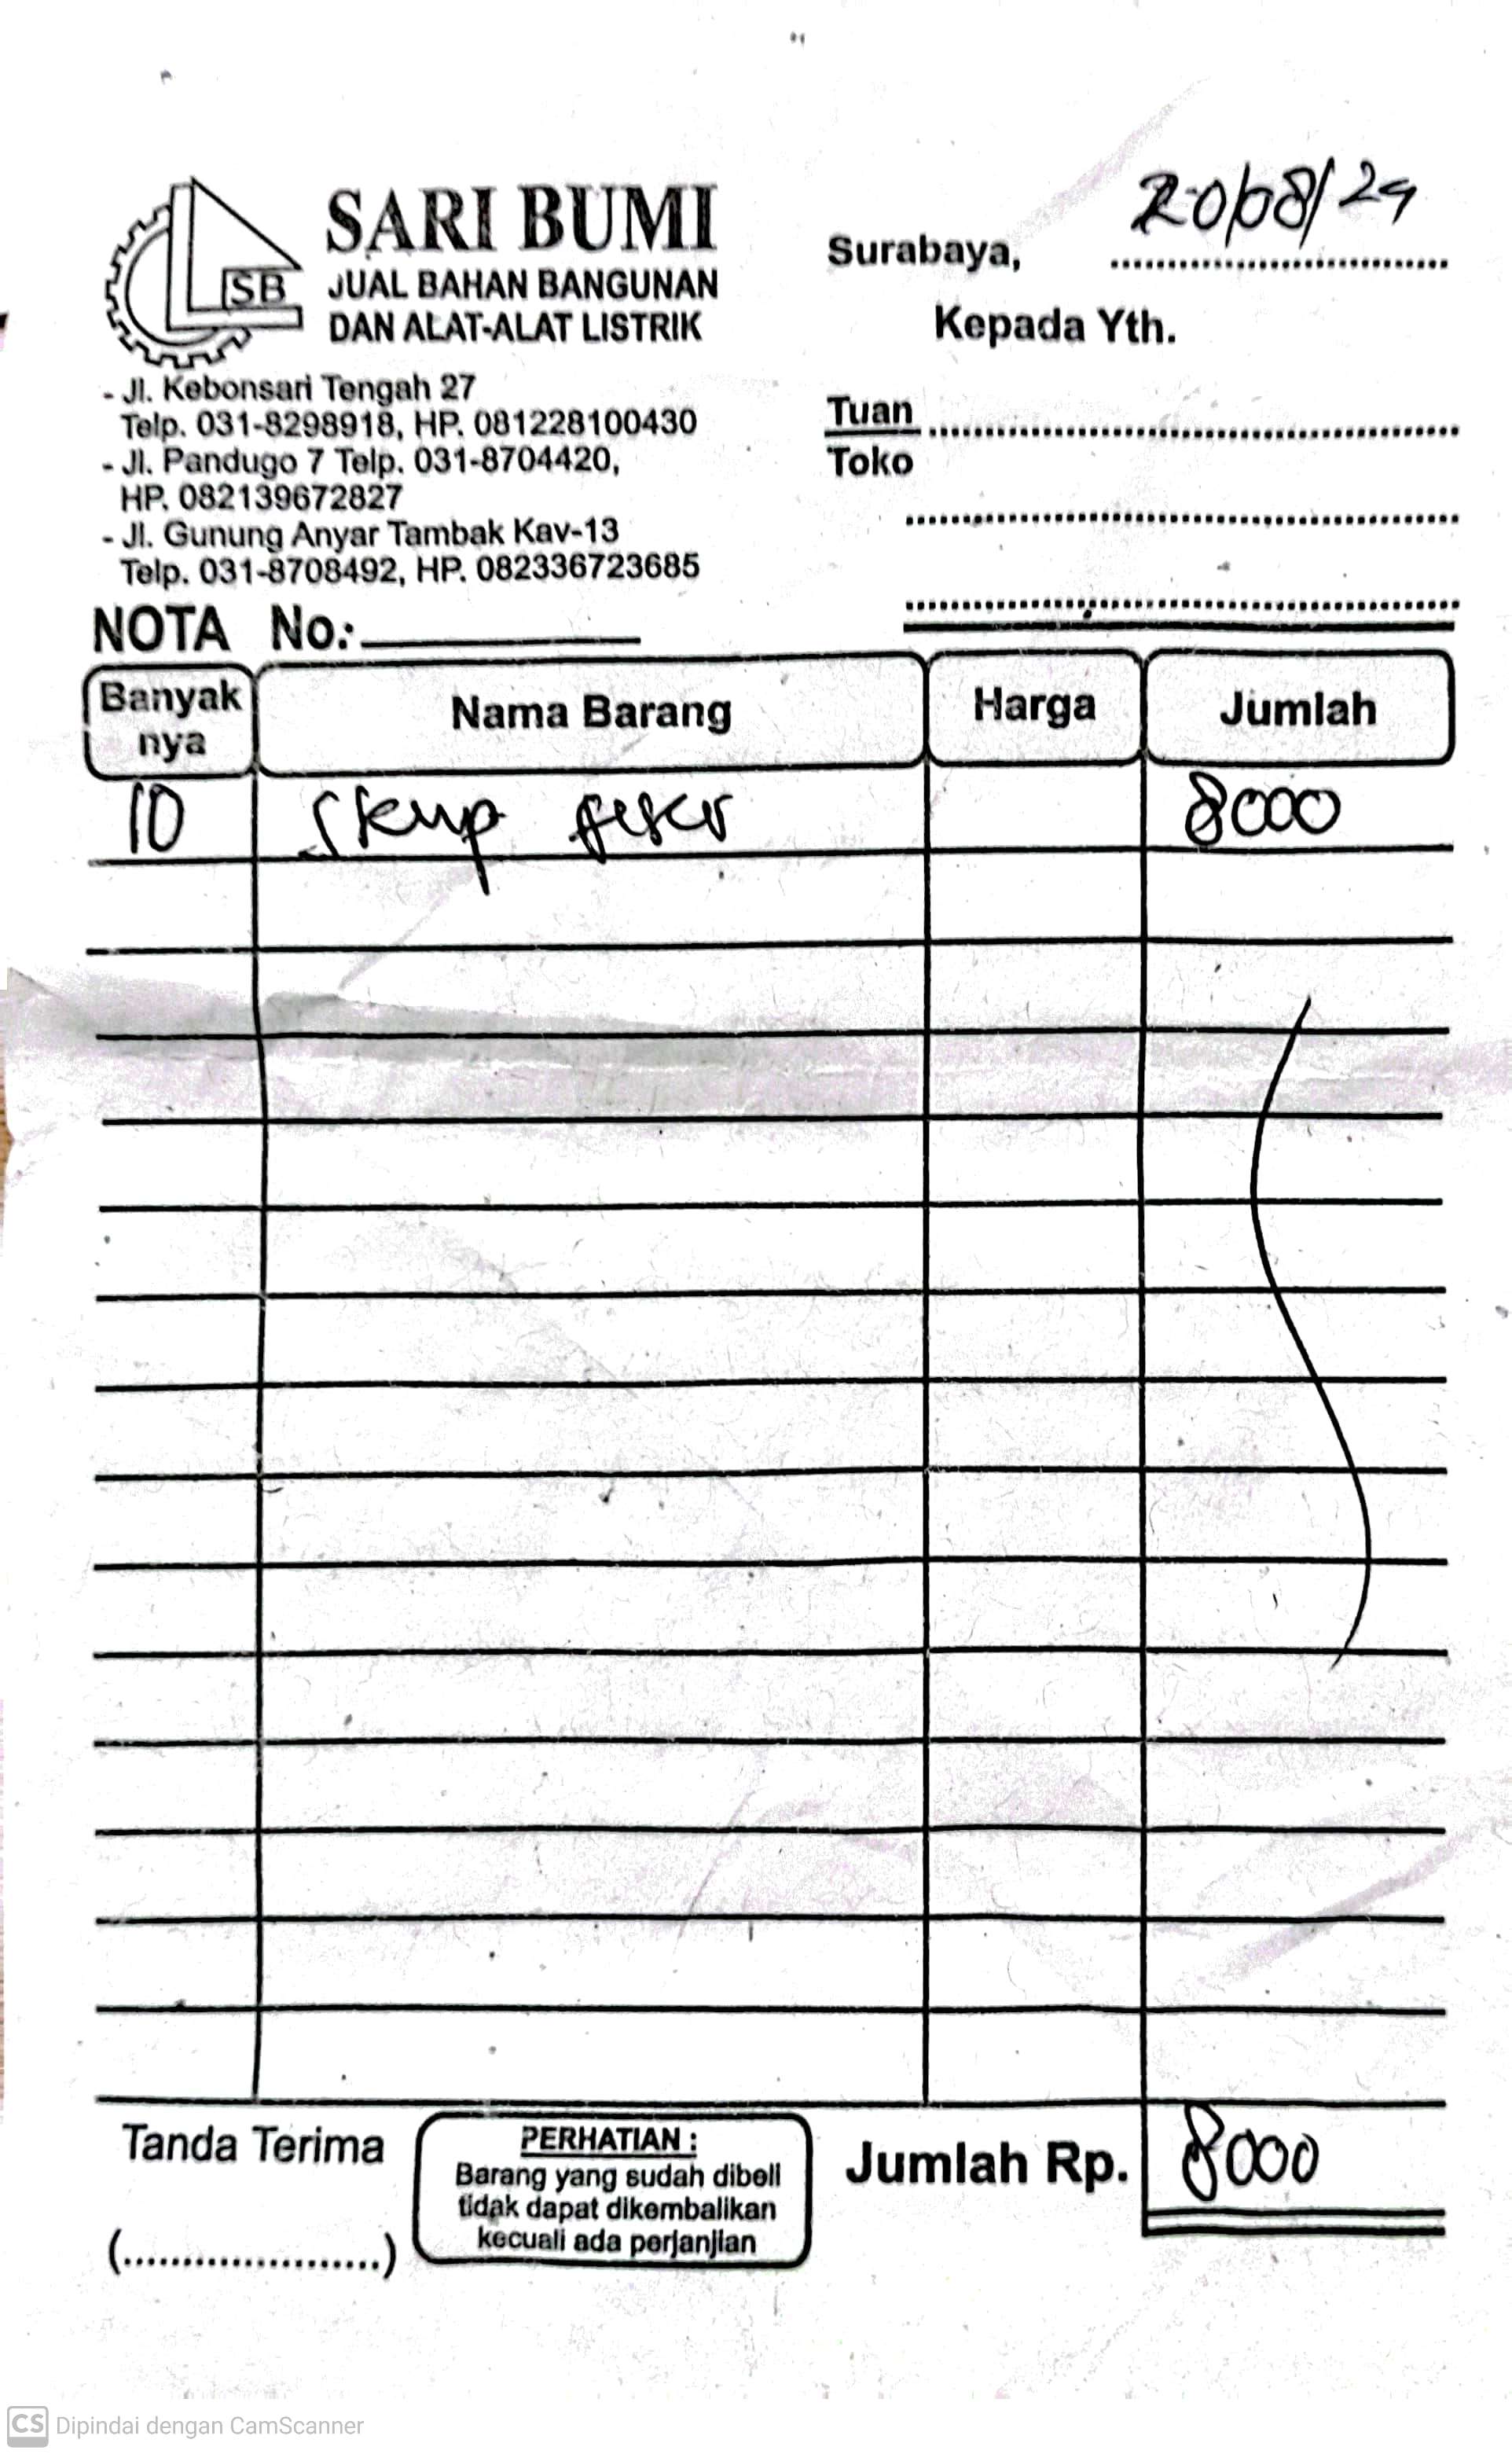 SARI BUMI
JUAL BAHAN BANGUNAN
DAN ALAT-ALAT LISTRIK
SB
- Jl. Kebonsari Tengah 27
Telp. 031-8298918, HP. 081228100430
- Jl. Pandugo 7 Telp. 031-8704420,
HP. 082139672827
- Jl. Gunung Anyar Tambak Kav-13
Telp. 031-8708492, HP. 082336723685
Surabaya, 20/08/24
Kepada Yth.
Tuan
Toko
NOTA No.:
Banyak nya Nama Barang Harga Jumlah
10 Skrup 8000
Tanda Terima
(.....................)
PERHATIAN :
Barang yang sudah dibeli
tidak dapat dikembalikan
kecuali ada perjanjian
Jumlah Rp. 8000
CS Dipindai dengan CamScanner